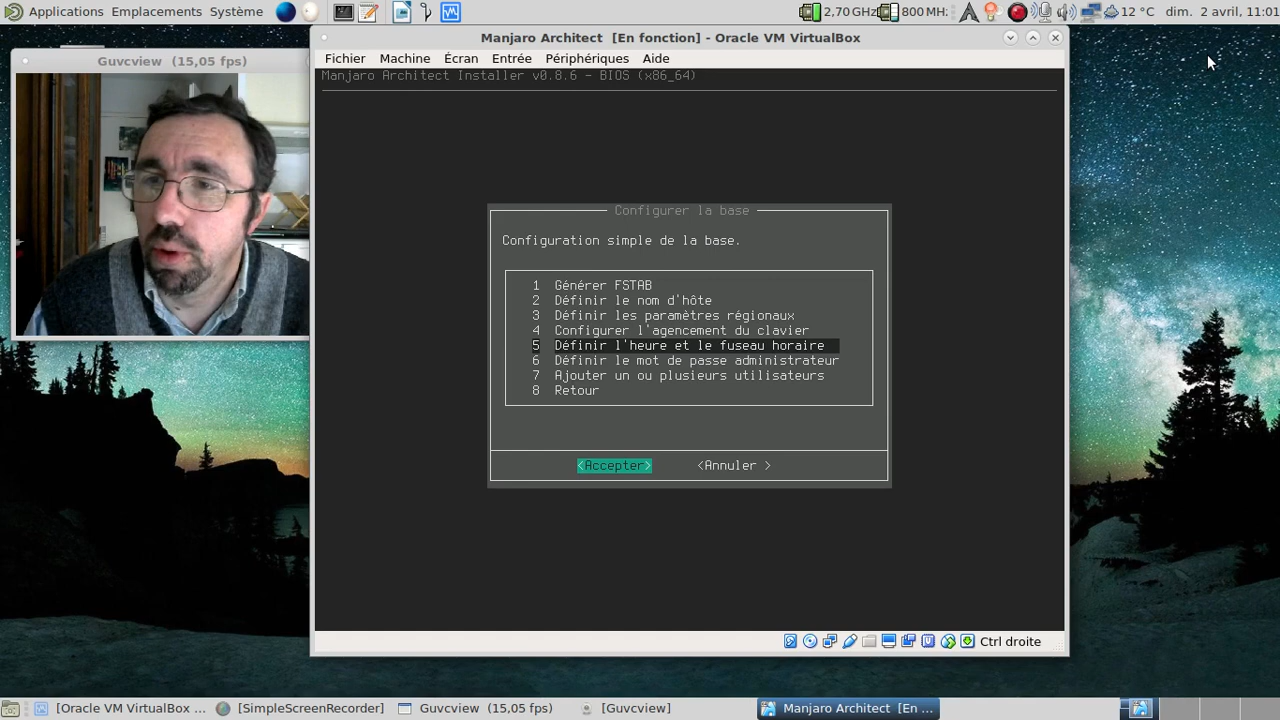 Applications Emplacements Système
2,70 GHz 800 MHz 12 °C dim. 2 avril, 11:01
Guvcview (15,05 fps)
Manjaro Architect [En fonction] - Oracle VM VirtualBox
Fichier Machine Écran Entrée Périphériques Aide
Manjaro Architect Installer v0.8.6 - BIOS (x86_64)
Configurer la base
Configuration simple de la base.
1 Générer FSTAB
2 Définir le nom d'hôte
3 Définir les paramètres régionaux
4 Configurer l'agencement du clavier
5 Définir l'heure et le fuseau horaire
6 Définir le mot de passe administrateur
7 Ajouter un ou plusieurs utilisateurs
8 Retour
<Accepter> <Annuler >
Ctrl droite
[Oracle VM VirtualBox ... [SimpleScreenRecorder] Guvcview (15,05 fps) [Guvcview] Manjaro Architect [En ...